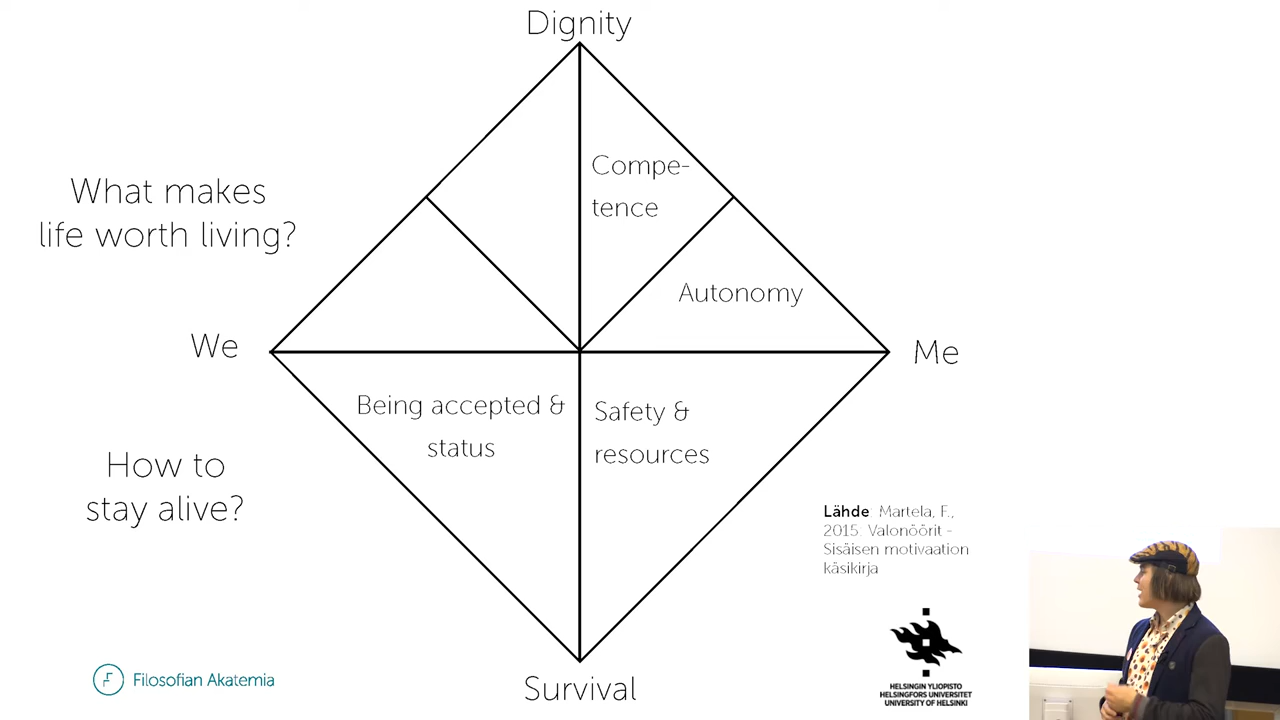 Dignity
Compe-
tence
What makes
life worth living?
Autonomy
We
Me
Being accepted &
status
Safety &
resources
How to
stay alive?
Lähde: Martela, F.,
2015: Valonöörit -
Sisäisen motivaation
käsikirja
Survival
Filosofian Akatemia
HELSINGIN YLIOPISTO
HELSINGFORS UNIVERSITET
UNIVERSITY OF HELSINKI